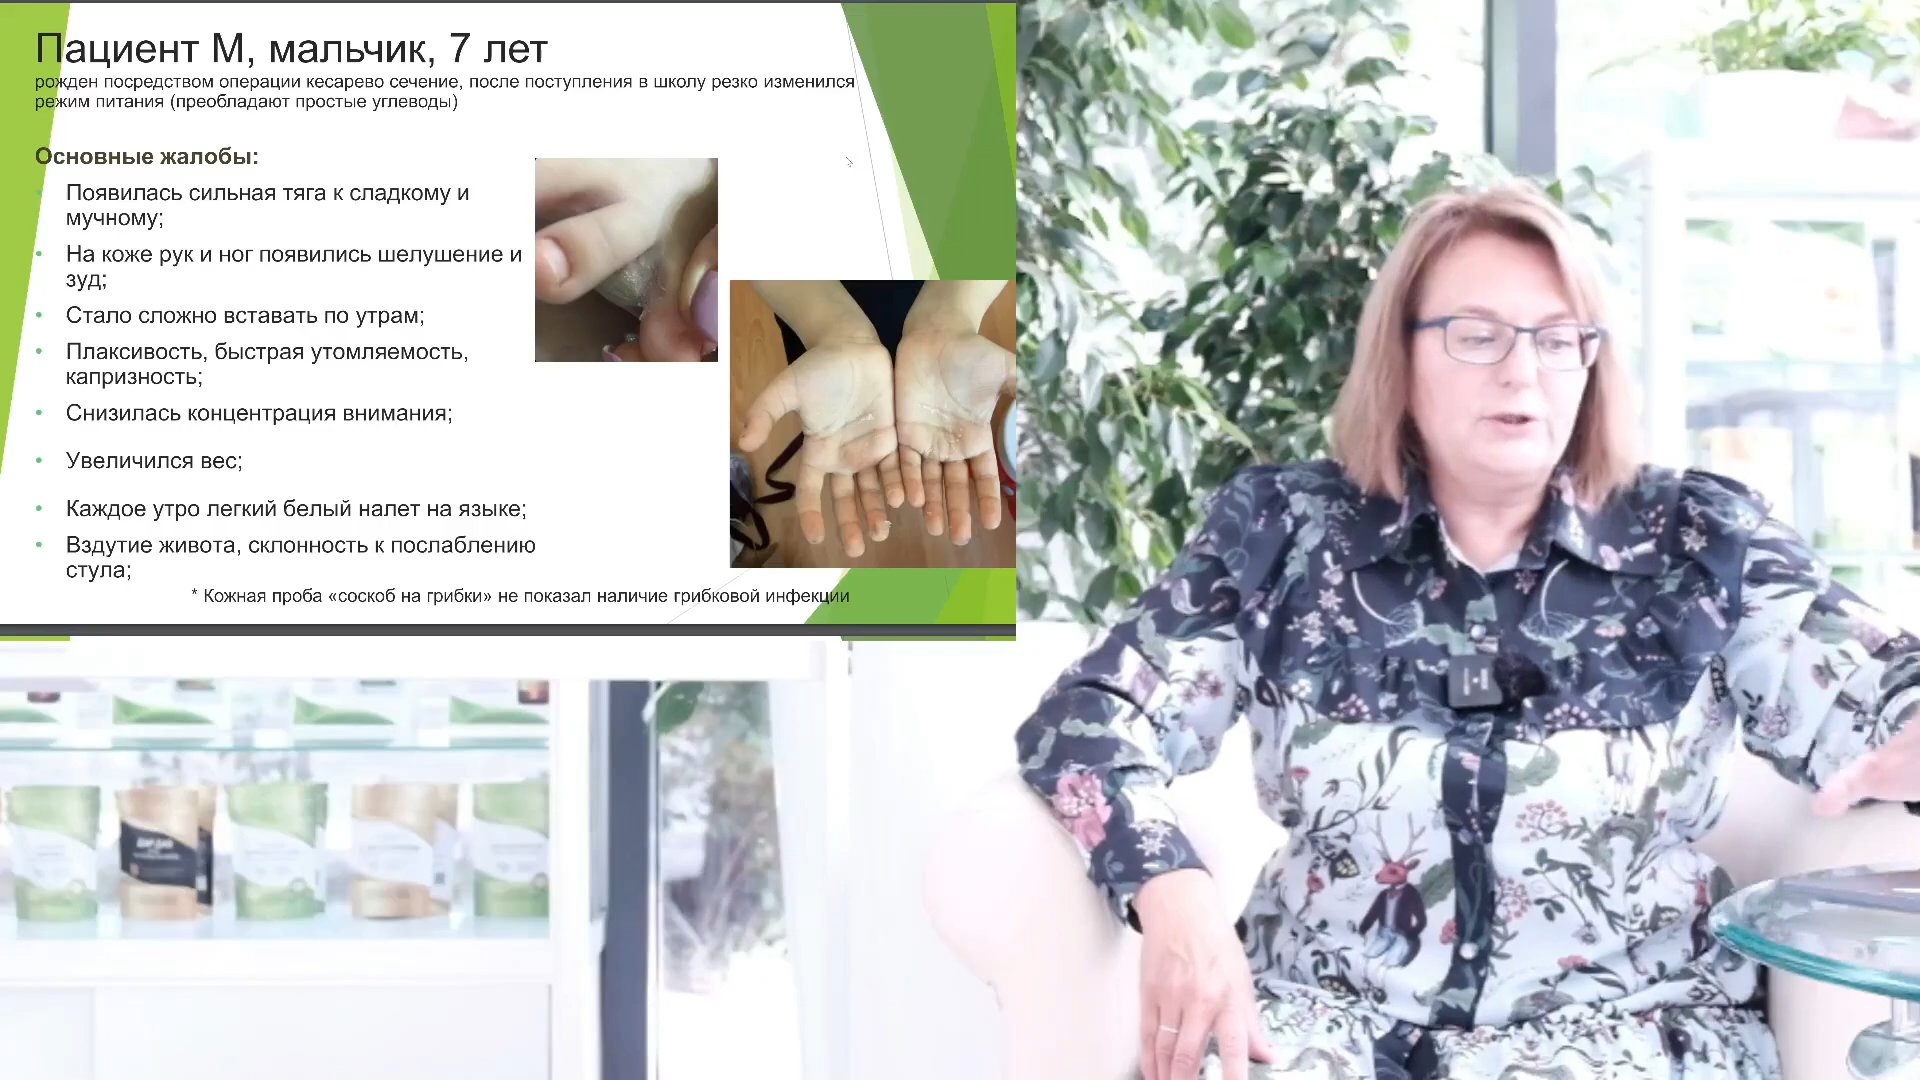 Пациент М, мальчик, 7 лет
рожден посредством операции кесарево сечение, после поступления в школу резко изменился
режим питания (преобладают простые углеводы)
Основные жалобы:
Появилась сильная тяга к сладкому и
мучному;
• На коже рук и ног появились шелушение и
зуд;
• Стало сложно вставать по утрам;
• Плаксивость, быстрая утомляемость,
капризность;
• Снизилась концентрация внимания;
• Увеличился вес;
• Каждое утро легкий белый налет на языке;
• Вздутие живота, склонность к послаблению
стула;
* Кожная проба «соскоб на грибки» не показал наличие грибковой инфекции